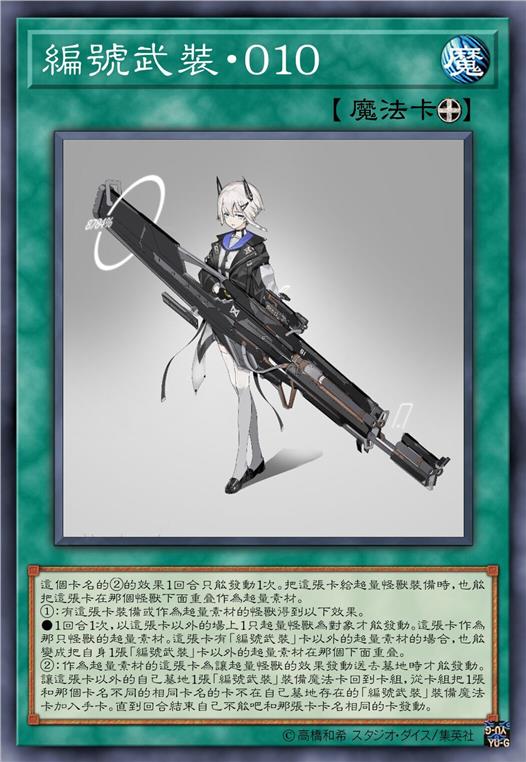 編號武裝・010
魔
【魔法卡】
8784%
這個卡名的②的效果1回合只能發動1次。把這張卡給超量怪獸裝備時，也能
把這張卡在那個怪獸下面重疊作為超量素材。
①：有這張卡裝備或作為超量素材的怪獸得到以下效果。
●1回合1次，以這張卡以外的場上1只超量怪獸為對象才能發動。這張卡作為
那只怪獸的超量素材。這張卡有「編號武裝」卡以外的超量素材的場合，也能
變成把自身1張「編號武裝」卡以外的超量素材在那個下面重疊。
②：作為超量素材的這張卡為讓超量怪獸的效果發動送去墓地時才能發動。
讓這張卡以外的自己墓地1張「編號武裝」裝備魔法卡回到卡組，從卡組把1張
和那個卡名不同的相同卡名的卡不在自己墓地存在的「編號武裝」裝備魔法
卡加入手卡。直到回合結束自己不能吧和那張卡卡名相同的卡發動。
©高橋和希 スタジオ・ダイス/集英社
YU-G